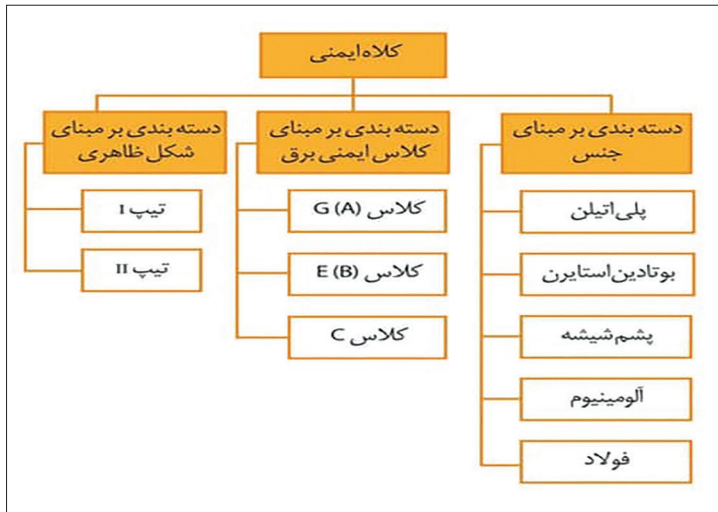 کلاه ایمنی
دسته بندی بر مبنای
جنس
پلی اتیلن
بوتادین استایرن
پشم شیشه
آلومینیوم
فولاد
دسته بندی بر مبنای
کلاس ایمنی برق
کلاس G (A)
کلاس E (B)
کلاس C
دسته بندی بر مبنای
شکل ظاهری
تیپ I
تیپ II